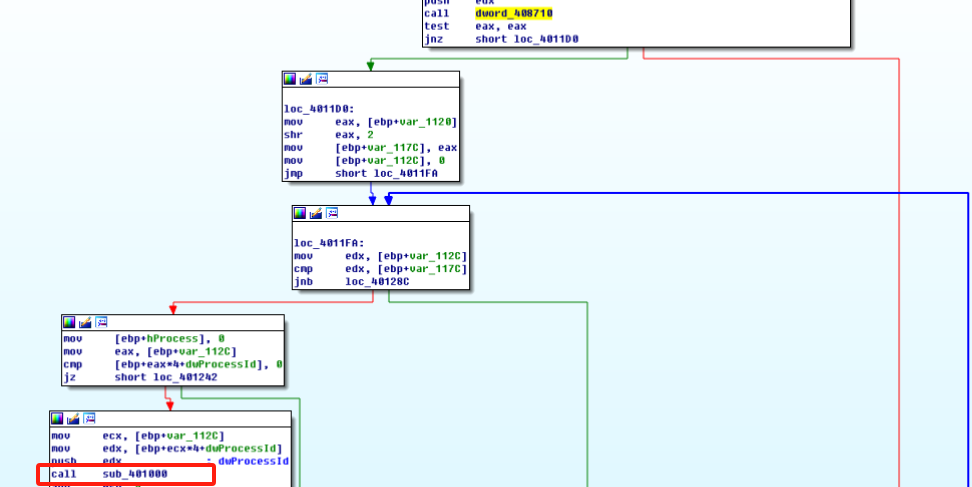 push    edx
call    dword_408710
test    eax, eax
jnz     short loc_4011D0
loc_4011D0:
mov     eax, [ebp+var_1120]
shr     eax, 2
mov     [ebp+var_117C], eax
mov     [ebp+var_112C], 0
jmp     short loc_4011FA
loc_4011FA:
mov     edx, [ebp+var_112C]
cmp     edx, [ebp+var_117C]
jnb     loc_40128C
mov     [ebp+hProcess], 0
mov     eax, [ebp+var_112C]
cmp     [ebp+eax*4+dwProcessId], 0
jz      short loc_401242
mov     ecx, [ebp+var_112C]
mov     edx, [ebp+ecx*4+dwProcessId]
push    edx             ; dwProcessId
call    sub_401000